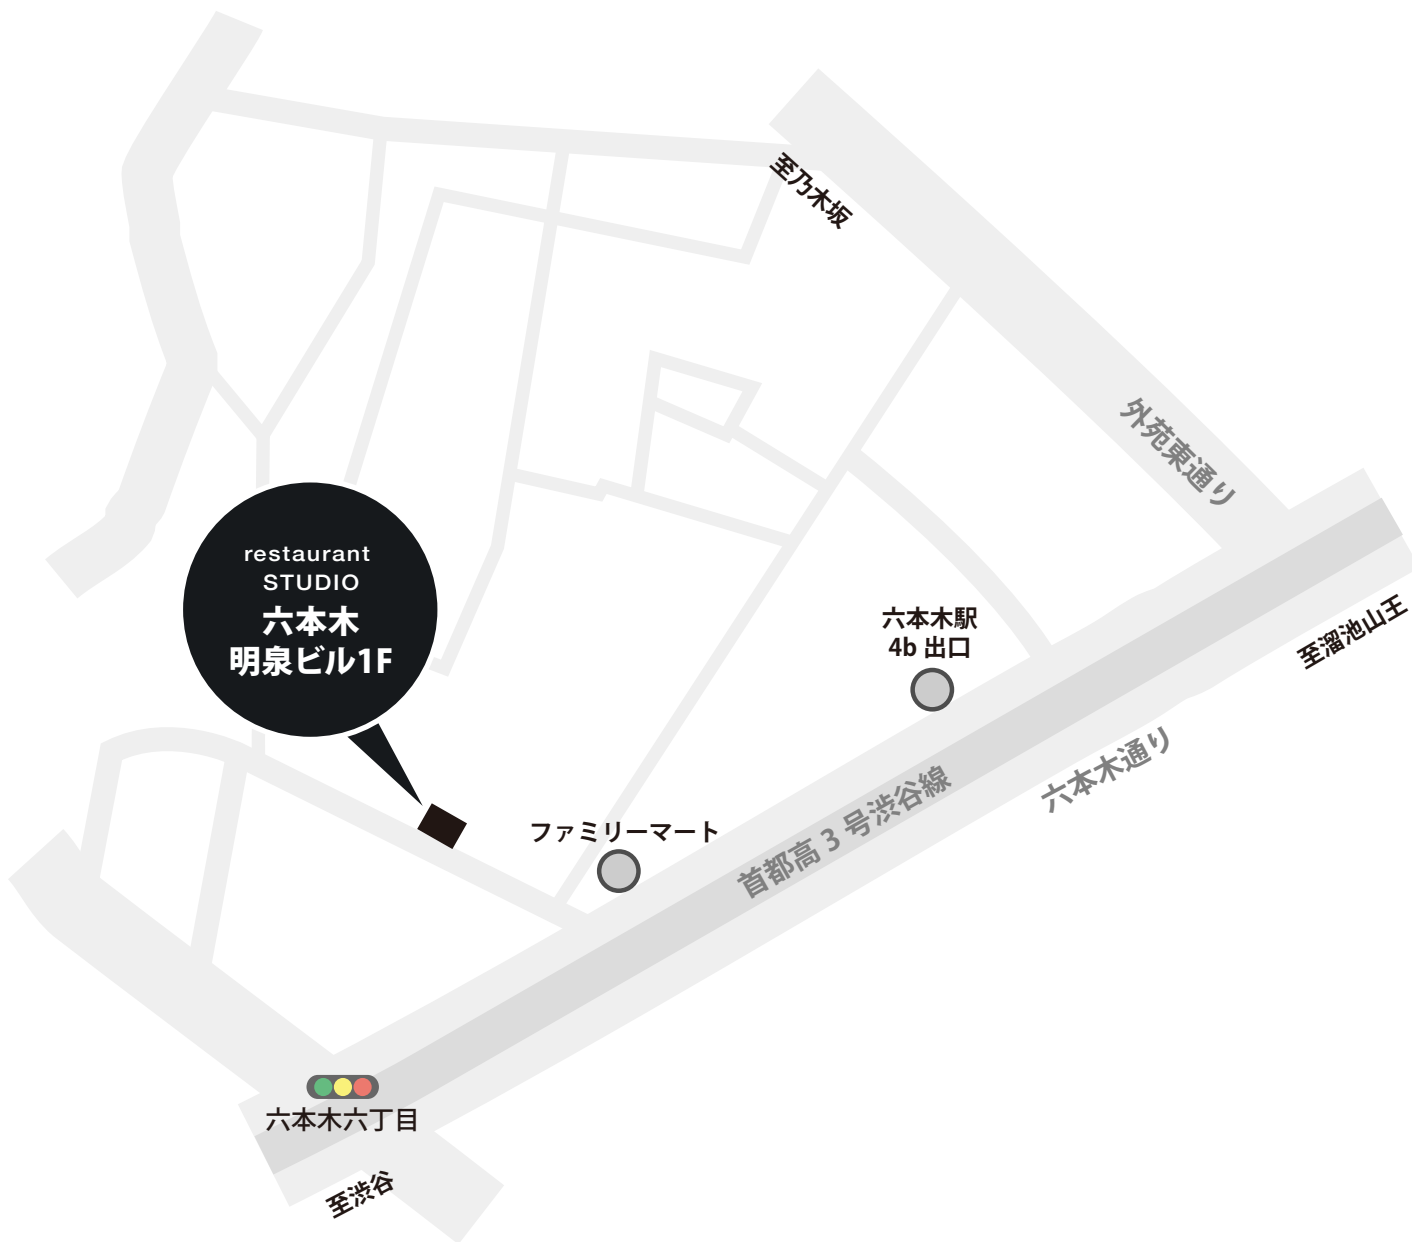 至乃木坂
外苑東通り
restaurant
STUDIO
六本木
明泉ビル1F
六本木駅
4b 出口
至溜池山王
六本木通り
首都高 3 号渋谷線
ファミリーマート
六本木六丁目
至渋谷